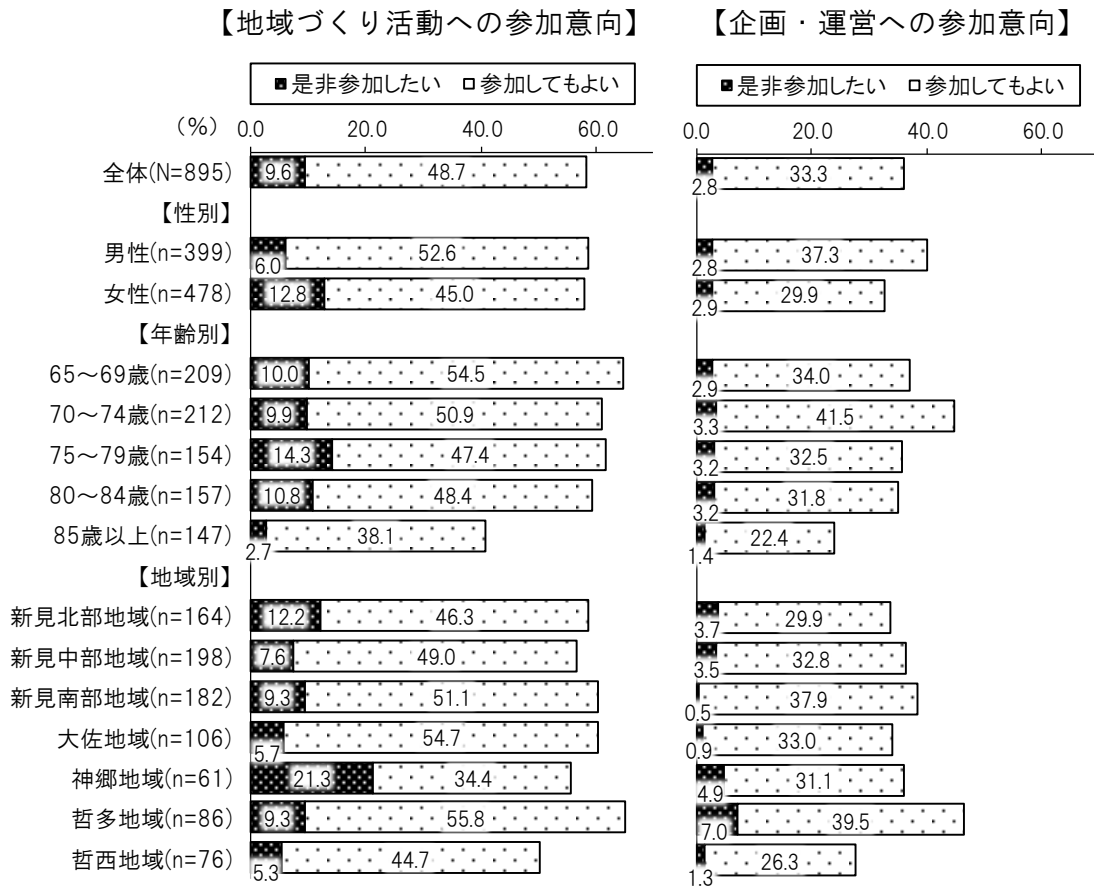 【地域づくり活動への参加意向】 【企画・運営への参加意向】
■是非参加したい □参加してもよい ■是非参加したい □参加してもよい
(%) 0.0 20.0 40.0 60.0 0.0 20.0 40.0 60.0
全体(N=895) 9.6 48.7 2.8 33.3
【性別】
男性(n=399) 6.0 52.6 2.8 37.3
女性(n=478) 12.8 45.0 2.9 29.9
【年齢別】
65～69歳(n=209) 10.0 54.5 2.9 34.0
70～74歳(n=212) 9.9 50.9 3.3 41.5
75～79歳(n=154) 14.3 47.4 3.2 32.5
80～84歳(n=157) 10.8 48.4 3.2 31.8
85歳以上(n=147) 2.7 38.1 1.4 22.4
【地域別】
新見北部地域(n=164) 12.2 46.3 3.7 29.9
新見中部地域(n=198) 7.6 49.0 3.5 32.8
新見南部地域(n=182) 9.3 51.1 0.5 37.9
大佐地域(n=106) 5.7 54.7 0.9 33.0
神郷地域(n=61) 21.3 34.4 4.9 31.1
哲多地域(n=86) 9.3 55.8 7.0 39.5
哲西地域(n=76) 5.3 44.7 1.3 26.3